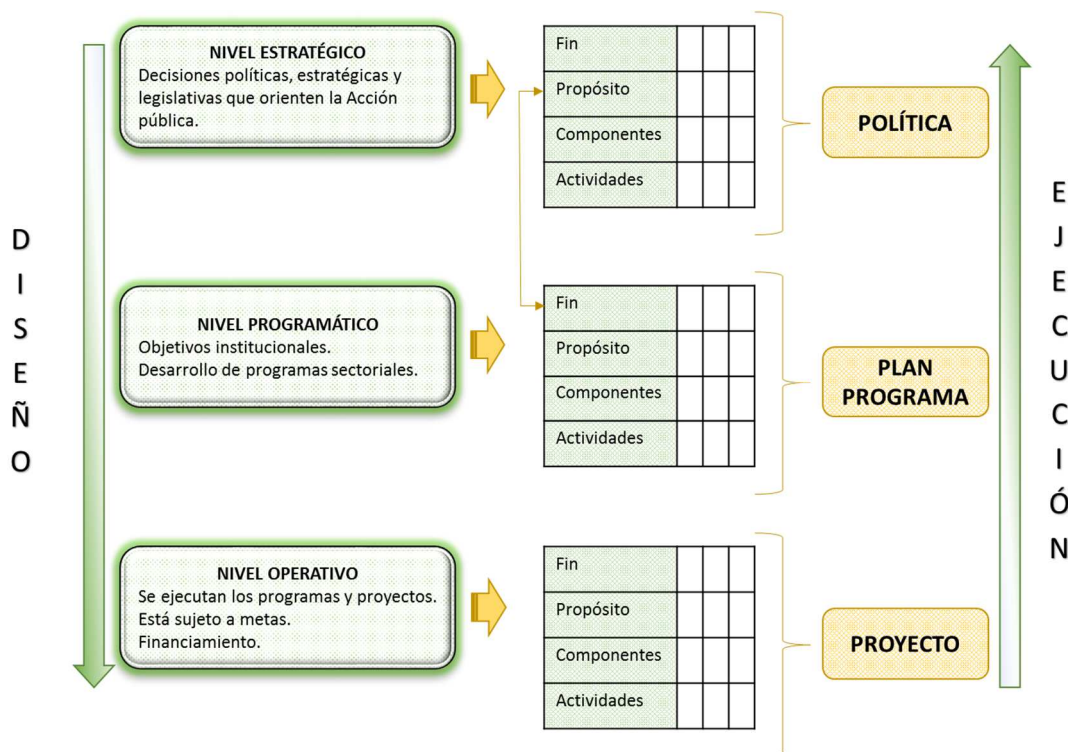 NIVEL ESTRATÉGICO
Decisiones políticas, estratégicas y
legislativas que orienten la Acción
pública.
Fin
Propósito
Componentes
Actividades
POLÍTICA
NIVEL PROGRAMÁTICO
Objetivos institucionales.
Desarrollo de programas sectoriales.
Fin
Propósito
Componentes
Actividades
PLAN
PROGRAMA
NIVEL OPERATIVO
Se ejecutan los programas y proyectos.
Está sujeto a metas.
Financiamiento.
Fin
Propósito
Componentes
Actividades
PROYECTO
DISEÑO
EJECUCIÓN